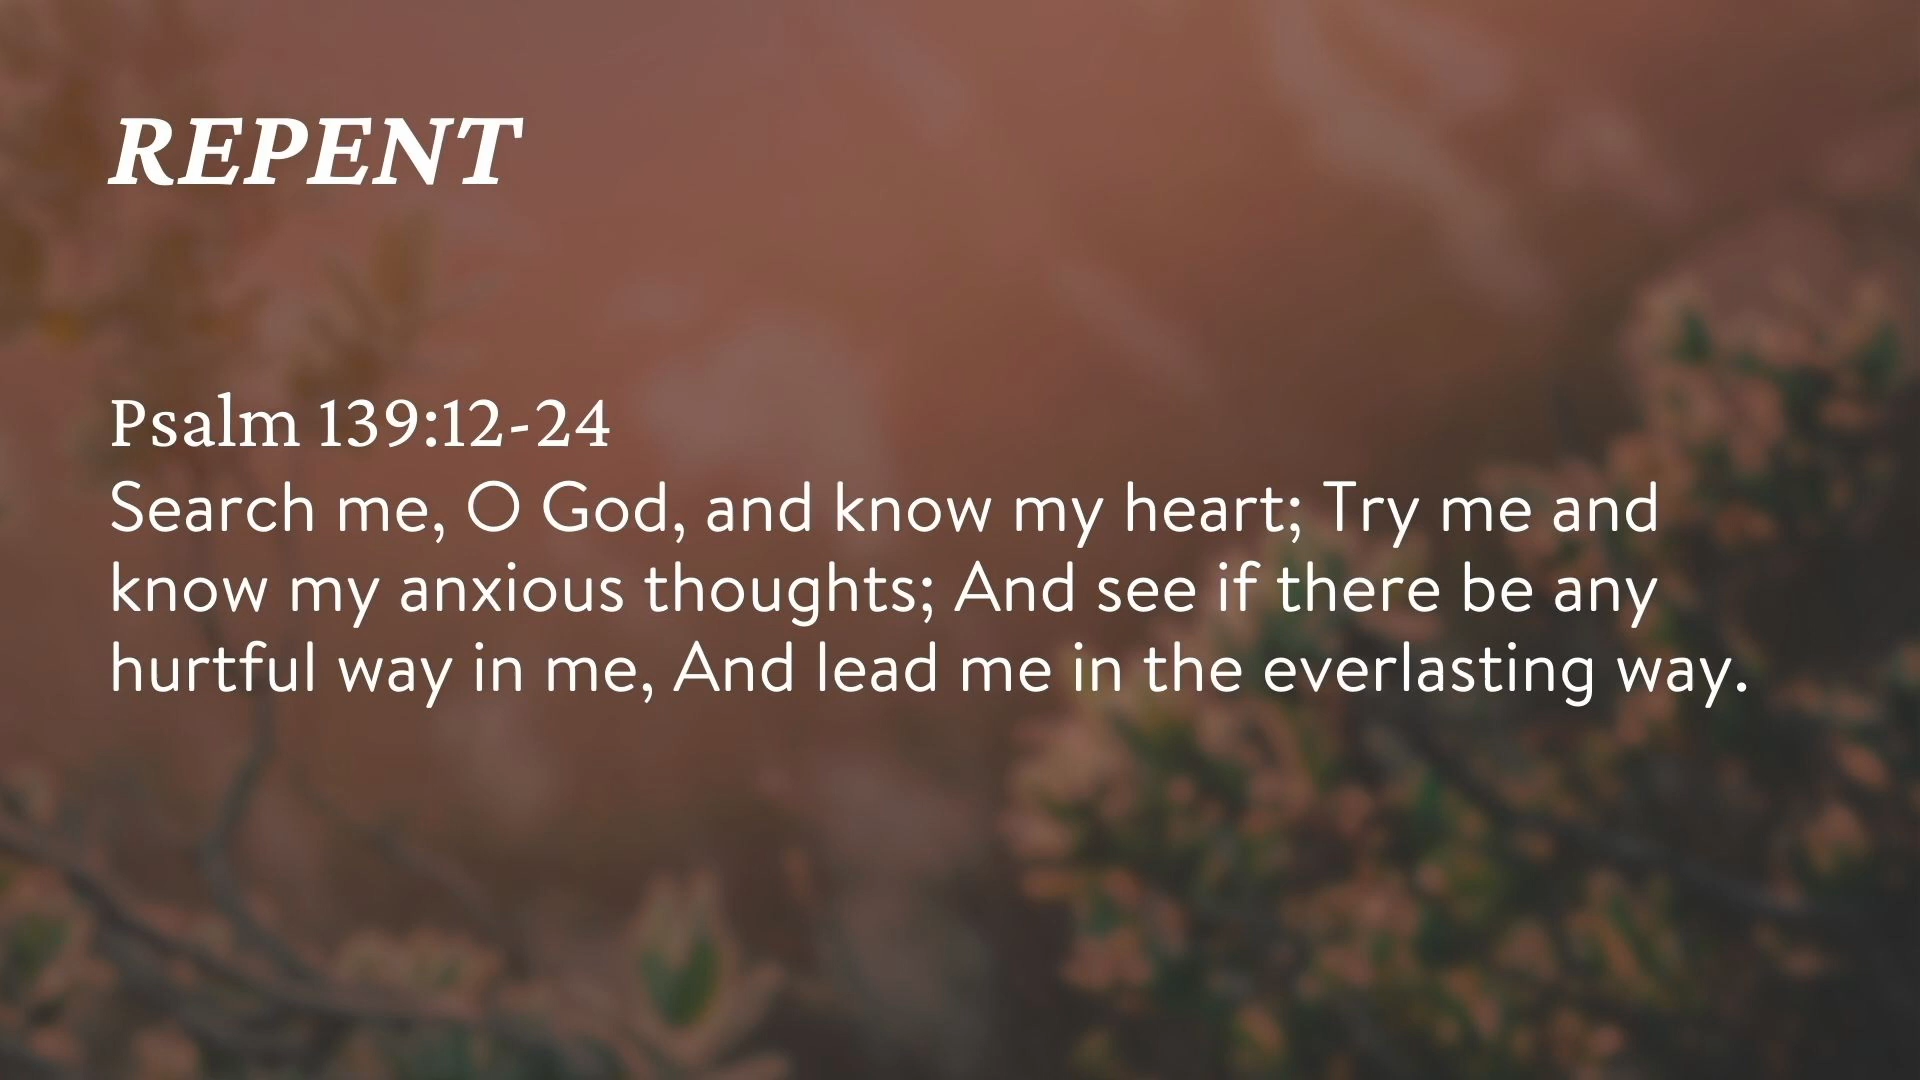 REPENT
Psalm 139:12-24
Search me, O God, and know my heart; Try me and
know my anxious thoughts; And see if there be any
hurtful way in me, And lead me in the everlasting way.